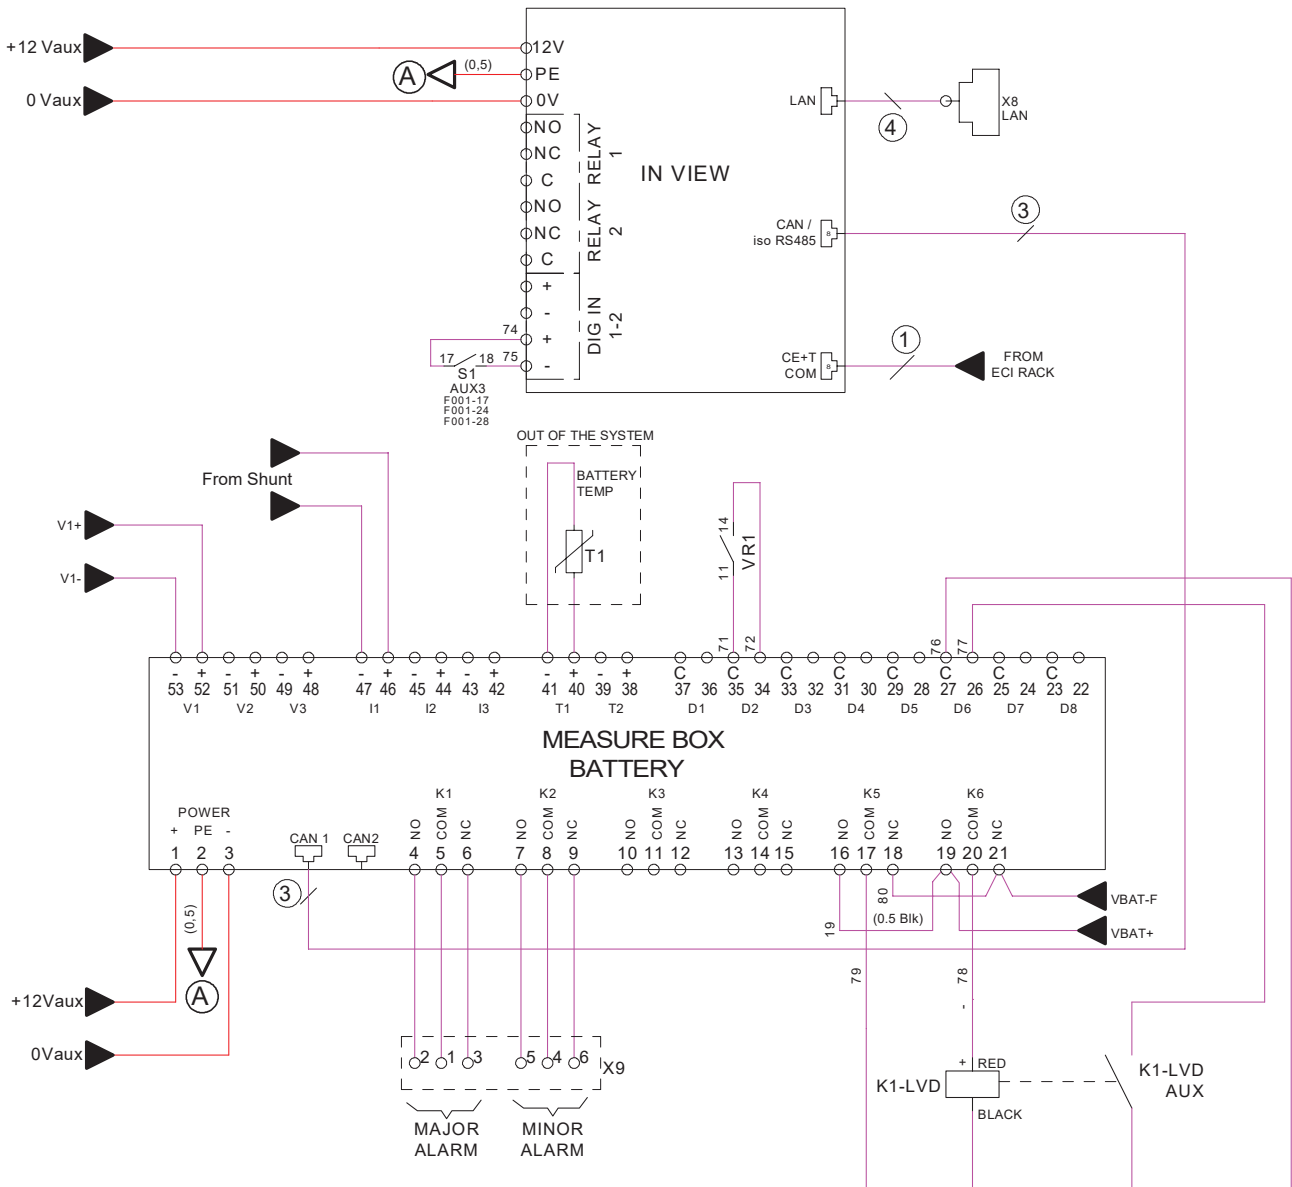 +12 Vaux
12V
A
(0,5)
PE
0 Vaux
0V
LAN
4
X8
LAN
NO
NC
C
RELAY
1
IN VIEW
NO
NC
C
RELAY
2
CAN /
iso RS485
8
3
+
-
+
-
DIG IN
1-2
74
75
17
18
S1
AUX3
F001-17
F001-24
F001-28
CE+T
COM
8
1
FROM
ECI RACK
OUT OF THE SYSTEM
BATTERY
TEMP
T1
From Shunt
V1+
V1-
14
11
VR1
71
72
76
77
- + - + - + - + - + - + - + - + C C C C C C C C
53 52 51 50 49 48 47 46 45 44 43 42 41 40 39 38 37 36 35 34 33 32 31 30 29 28 27 26 25 24 23 22
V1 V2 V3 I1 I2 I3 T1 T2 D1 D2 D3 D4 D5 D6 D7 D8
MEASURE BOX
BATTERY
POWER
+ PE -
1 2 3
CAN 1
CAN2
K1 K2 K3 K4 K5 K6
NO COM NC NO COM NC NO COM NC NO COM NC NO COM NC NO COM NC
4 5 6 7 8 9 10 11 12 13 14 15 16 17 18 19 20 21
3
(0,5)
A
80
19
(0.5 Blk)
VBAT-F
VBAT+
79
78
-
+12Vaux
0Vaux
2 1 3 5 4 6
X9
MAJOR
ALARM
MINOR
ALARM
+ RED
K1-LVD
BLACK
K1-LVD
AUX